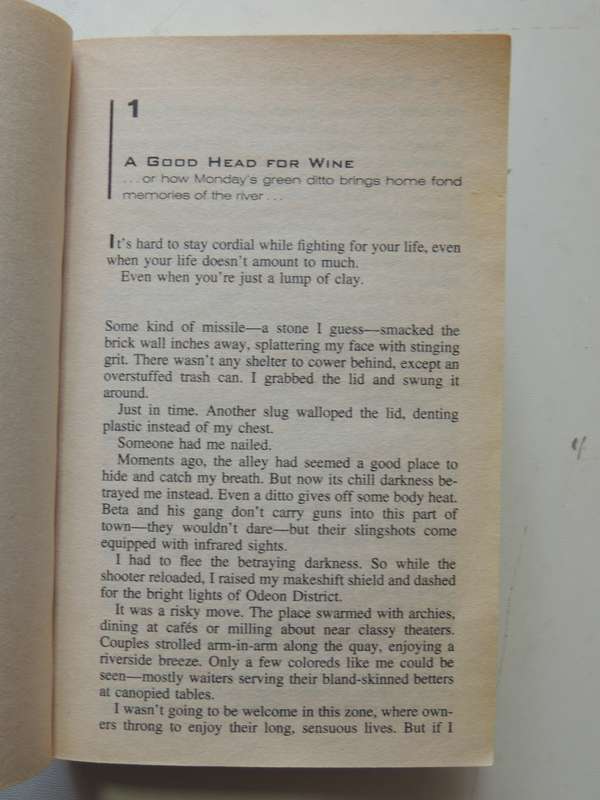 1
A GOOD HEAD FOR WINE
...or how Monday's green ditto brings home fond
memories of the river...
It's hard to stay cordial while fighting for your life, even
when your life doesn't amount to much.
Even when you're just a lump of clay.
Some kind of missile—a stone I guess—smacked the
brick wall inches away, splattering my face with stinging
grit. There wasn't any shelter to cower behind, except an
overstuffed trash can. I grabbed the lid and swung it
around.
Just in time. Another slug walloped the lid, denting
plastic instead of my chest.
Someone had me nailed.
Moments ago, the alley had seemed a good place to
hide and catch my breath. But now its chill darkness be-
trayed me instead. Even a ditto gives off some body heat.
Beta and his gang don't carry guns into this part of
town—they wouldn't dare—but their slingshots come
equipped with infrared sights.
I had to flee the betraying darkness. So while the
shooter reloaded, I raised my makeshift shield and dashed
for the bright lights of Odeon District.
It was a risky move. The place swarmed with archies,
dining at cafés or milling about near classy theaters.
Couples strolled arm-in-arm along the quay, enjoying a
riverside breeze. Only a few coloreds like me could be
seen—mostly waiters serving their bland-skinned betters
at canopied tables.
I wasn't going to be welcome in this zone, where own-
ers throng to enjoy their long, sensuous lives. But if I